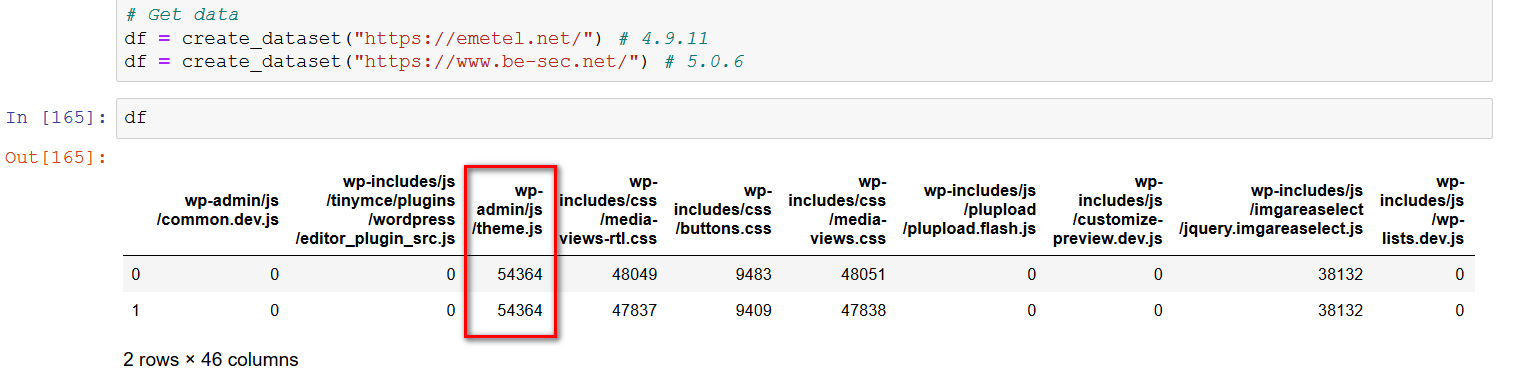 # Get data
df = create_dataset("https://emetel.net/") # 4.9.11
df = create_dataset("https://www.be-sec.net/") # 5.0.6
In [165]: df
Out[165]:
wp-admin/js
/common.dev.js
wp-includes/js
/tinymce/plugins
/wordpress
/editor_plugin_src.js
wp-
admin/js
/theme.js
wp-
includes/css
/media-
views-rtl.css
wp-
includes/css
/buttons.css
wp-
includes/css
/media-
views.css
wp-includes/js
/plupload
/plupload.flash.js
wp-
includes/js
/customize-
preview.dev.js
wp-includes/js
/imgareaselect
/jquery.imgareaselect.js
wp-
includes/js
/wp-
lists.dev.js
0 0 0 54364 48049 9483 48051 0 0 38132 0
1 0 0 54364 47837 9409 47838 0 0 38132 0
2 rows × 46 columns